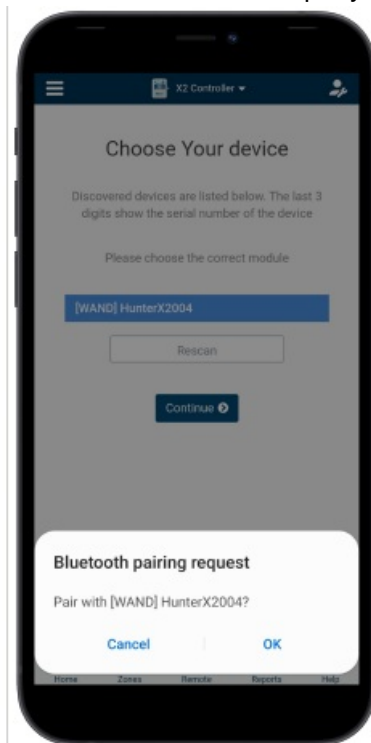 X2 Controller
Choose Your device
Discovered devices are listed below. The last 3
digits show the serial number of the device
Please choose the correct module
[WAND] HunterX2004
Rescan
Continue
Bluetooth pairing request
Pair with [WAND] HunterX2004?
Cancel OK
Home Zones Remote Reports Help